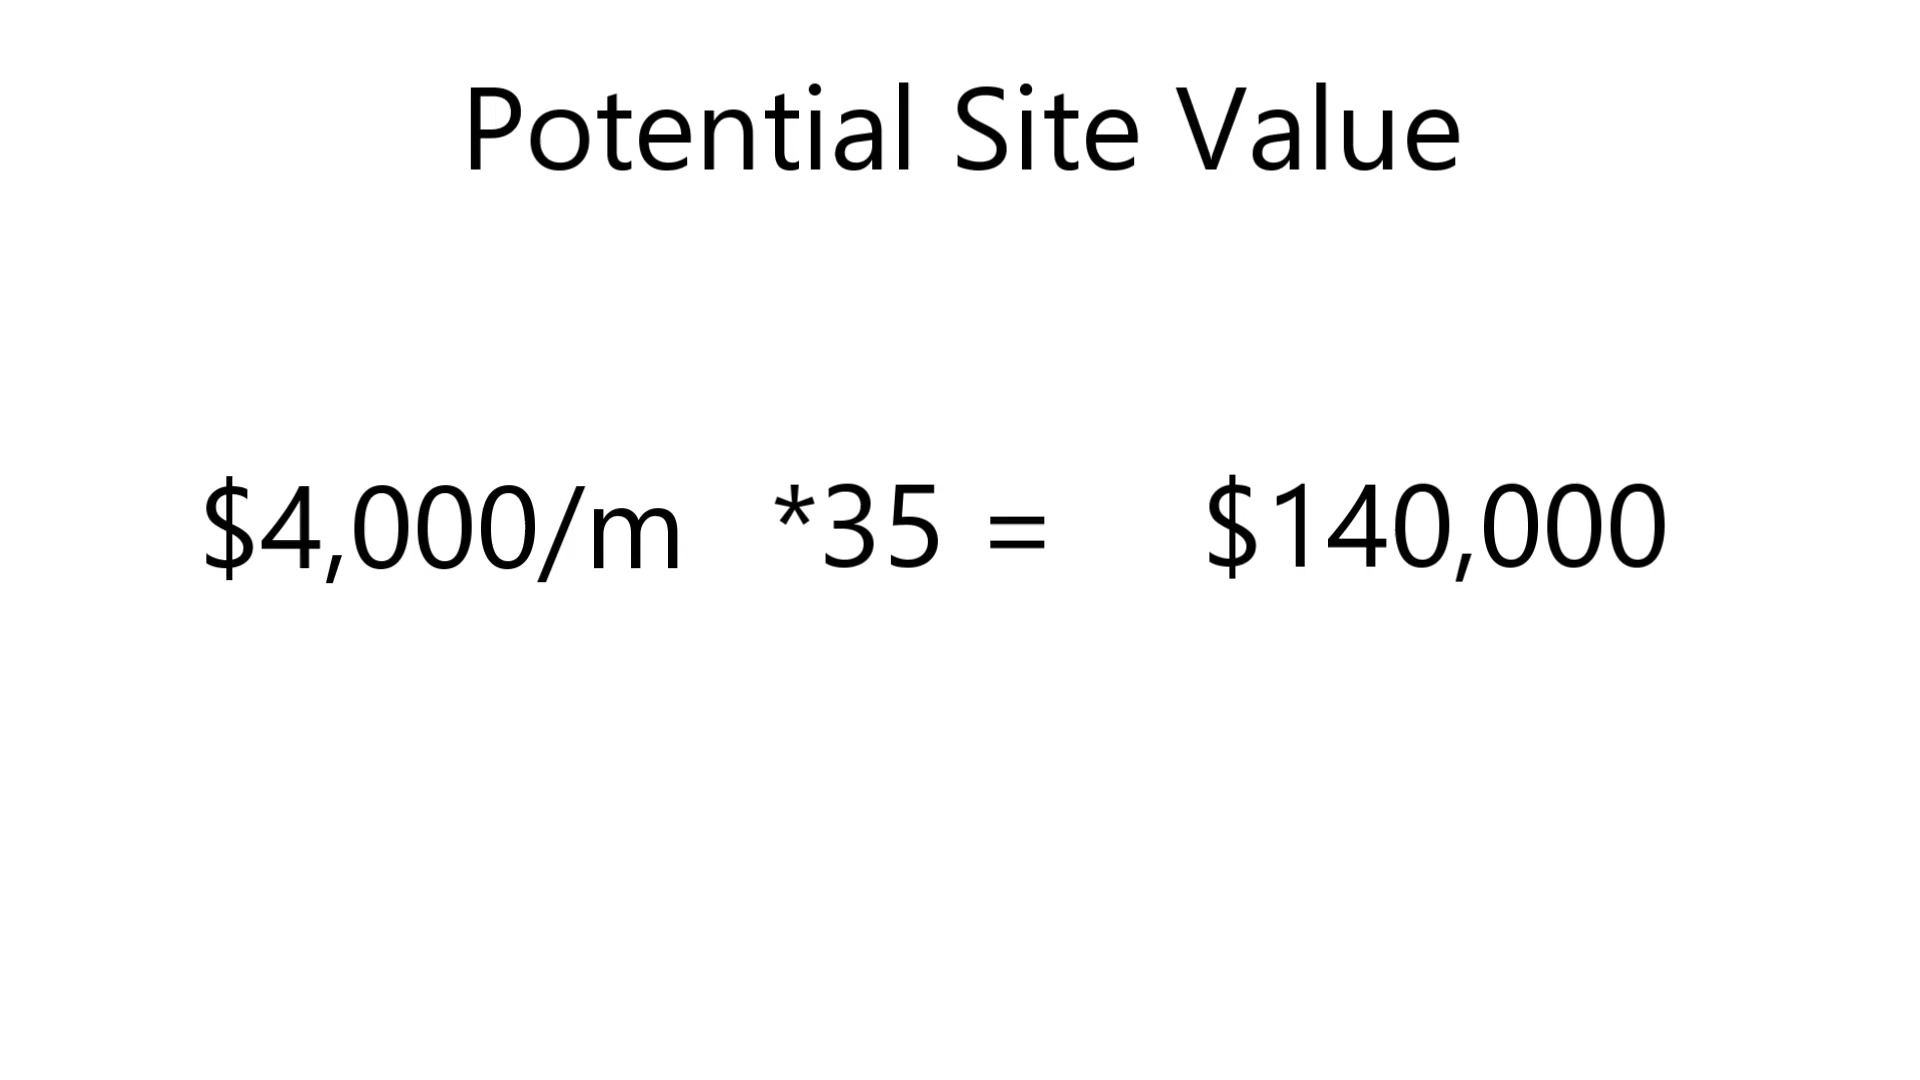 Potential Site Value
$4,000/m *35 = $140,000